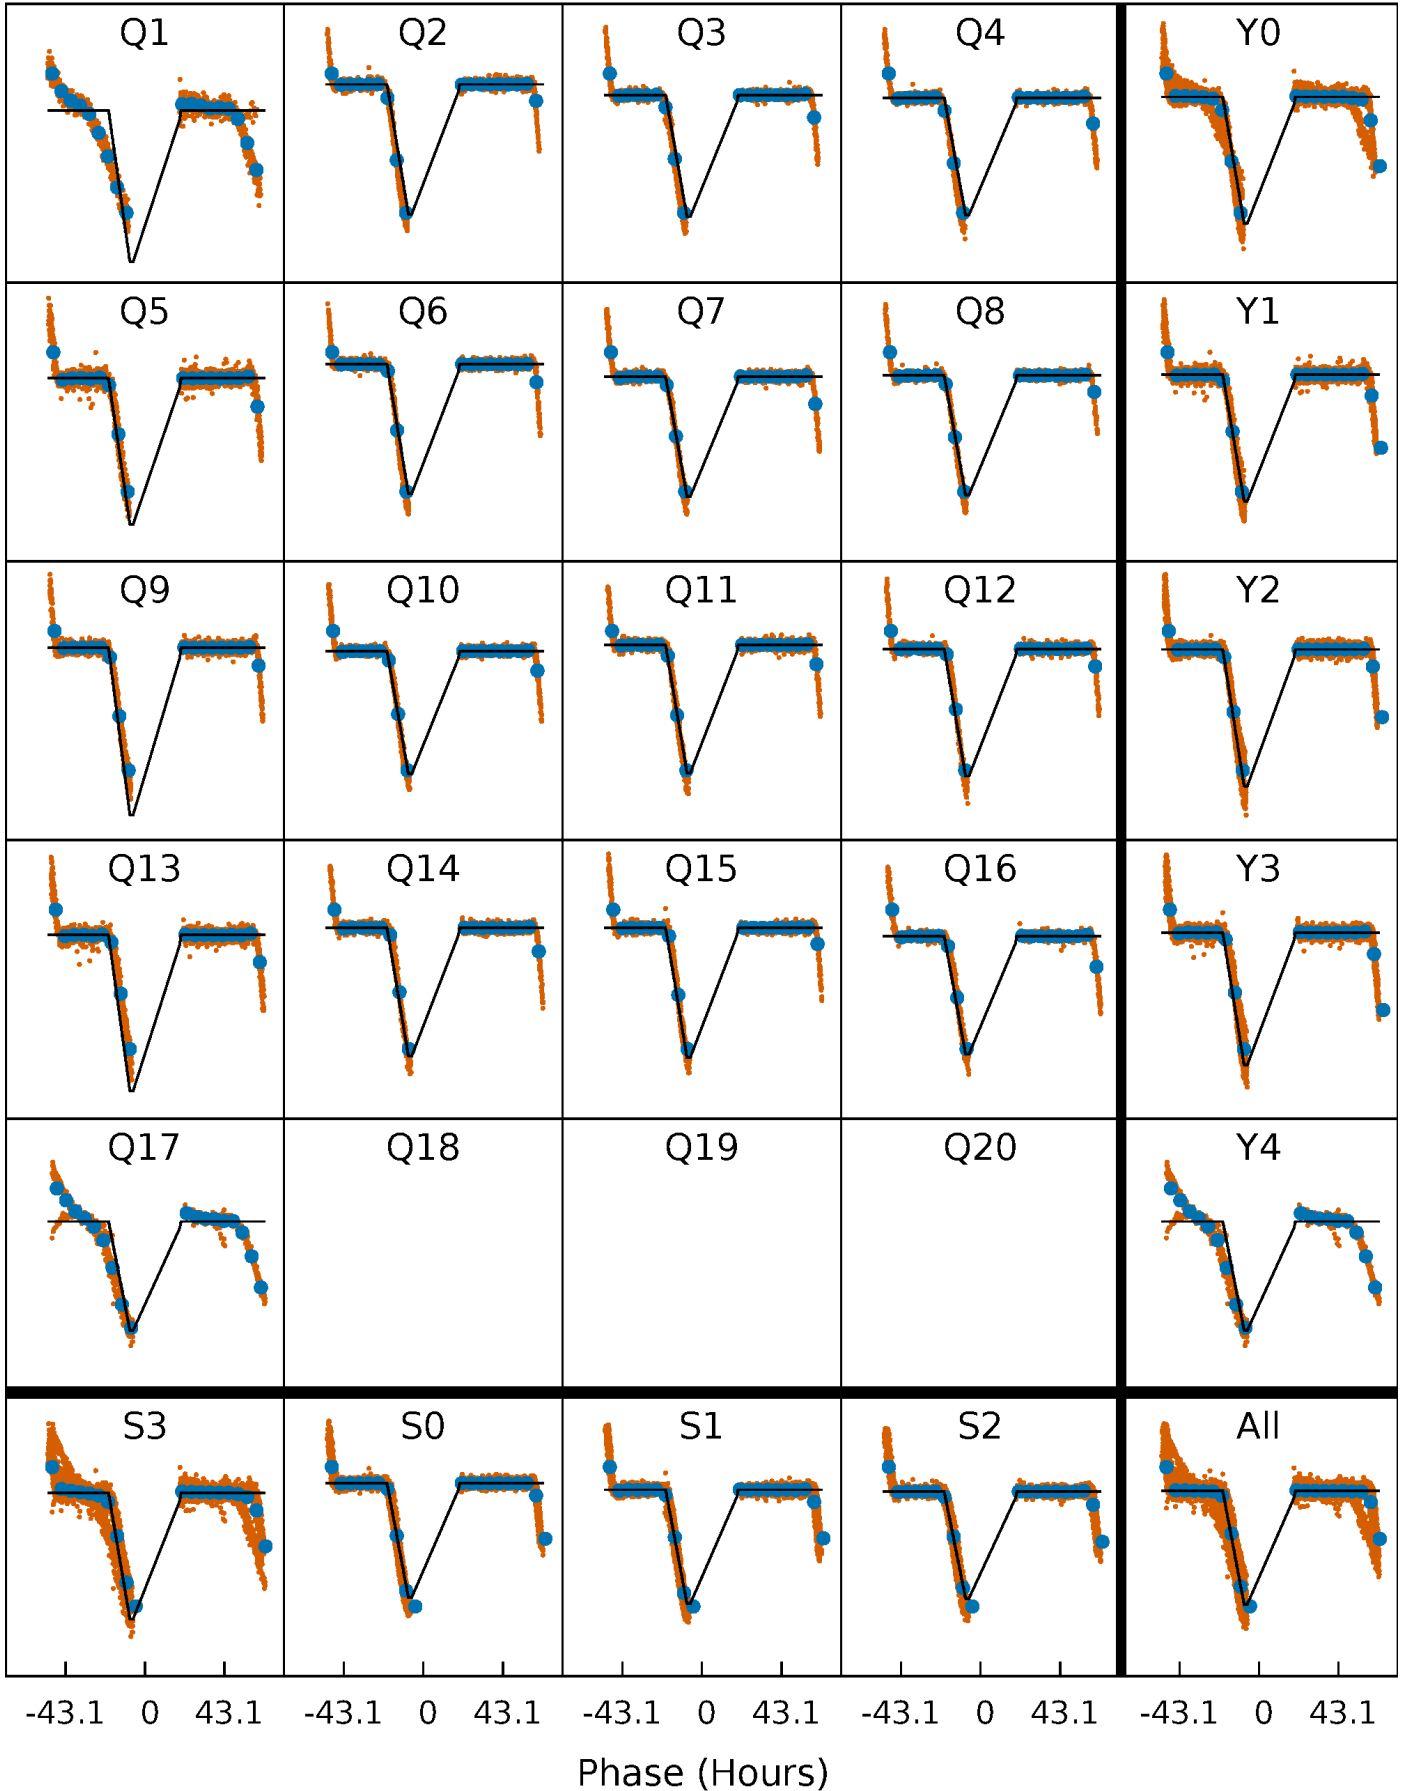 Q1 Q2 Q3 Q4 Y0
Q5 Q6 Q7 Q8 Y1
Q9 Q10 Q11 Q12 Y2
Q13 Q14 Q15 Q16 Y3
Q17 Q18 Q19 Q20 Y4
S3 S0 S1 S2 All
-43.1 0 43.1 -43.1 0 43.1 -43.1 0 43.1 -43.1 0 43.1 -43.1 0 43.1
Phase (Hours)